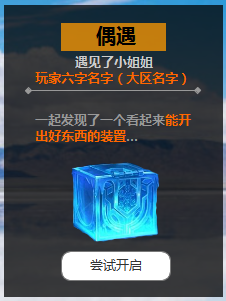 偶遇
遇见了小姐姐
玩家六字名字（大区名字）
一起发现了一个看起来能开
出好东西的装置...
尝试开启